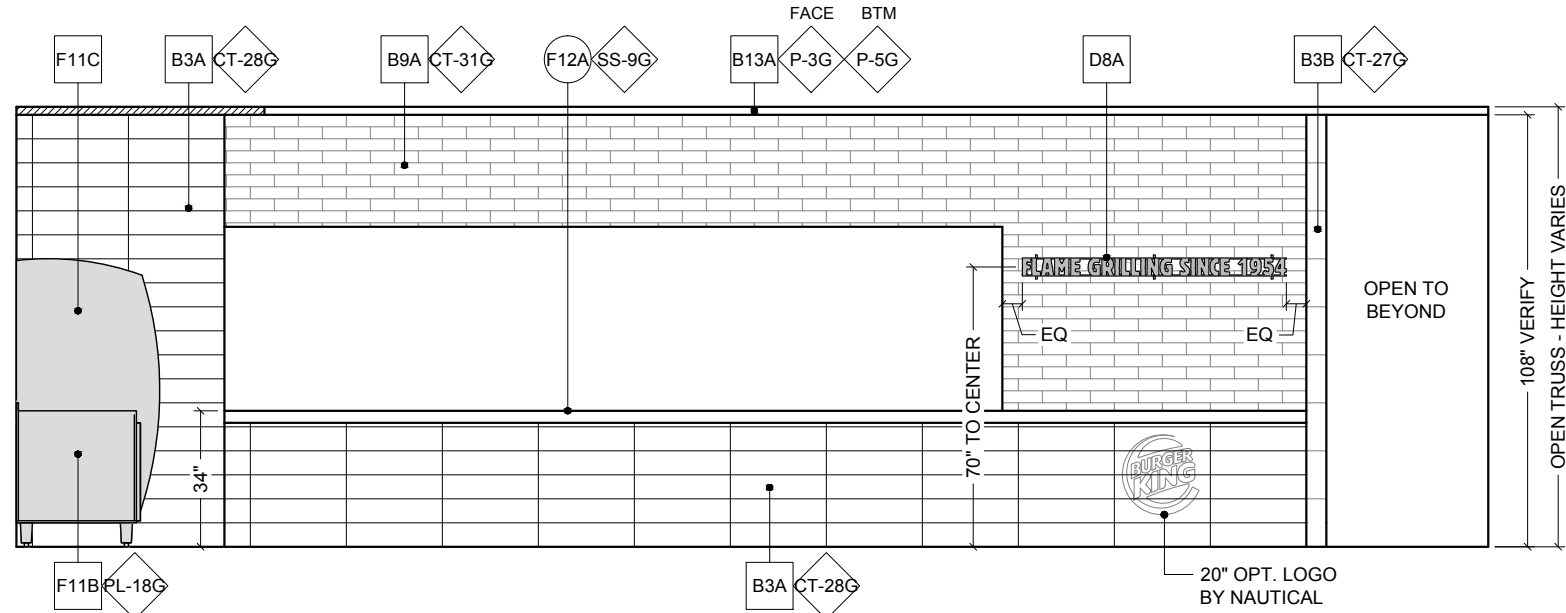 FACE BTM
F11C B3A CT-28G B9A CT-31G F12A SS-9G B13A P-3G P-5G D8A B3B CT-27G
FLAME GRILLING SINCE 1954
OPEN TO
BEYOND
EQ
EQ
34"
70" TO CENTER
108" VERIFY
OPEN TRUSS - HEIGHT VARIES
BURGER
KING
F11B PL-18G B3A CT-28G
20" OPT. LOGO
BY NAUTICAL